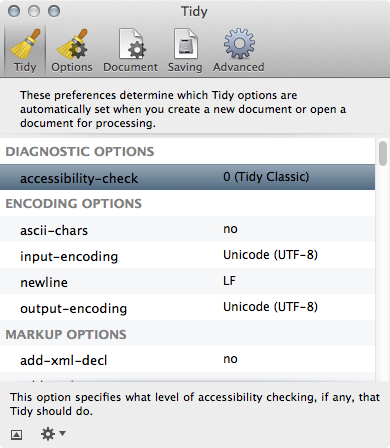 Tidy
Tidy Options Document Saving Advanced
These preferences determine which Tidy options are
automatically set when you create a new document or open a
document for processing.
DIAGNOSTIC OPTIONS
accessibility-check 0 (Tidy Classic)
ENCODING OPTIONS
ascii-chars no
input-encoding Unicode (UTF-8)
newline LF
output-encoding Unicode (UTF-8)
MARKUP OPTIONS
add-xml-decl no
This option specifies what level of accessibility checking, if any, that
Tidy should do.